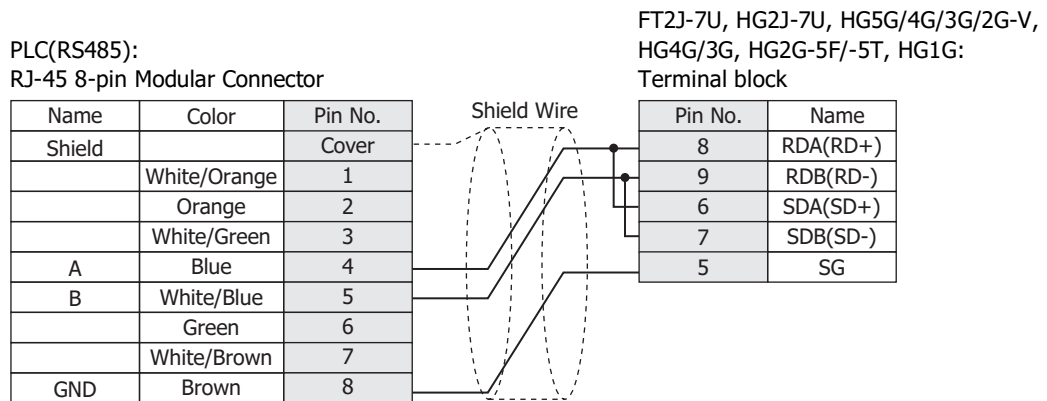 FT2J-7U, HG2J-7U, HG5G/4G/3G/2G-V,
PLC(RS485): HG4G/3G, HG2G-5F/-5T, HG1G:
RJ-45 8-pin Modular Connector Terminal block
Name Color Pin No. Shield Wire Pin No. Name
Shield Cover 8 RDA(RD+)
White/Orange 1 9 RDB(RD-)
Orange 2 6 SDA(SD+)
White/Green 3 7 SDB(SD-)
A Blue 4 5 SG
B White/Blue 5
Green 6
White/Brown 7
GND Brown 8